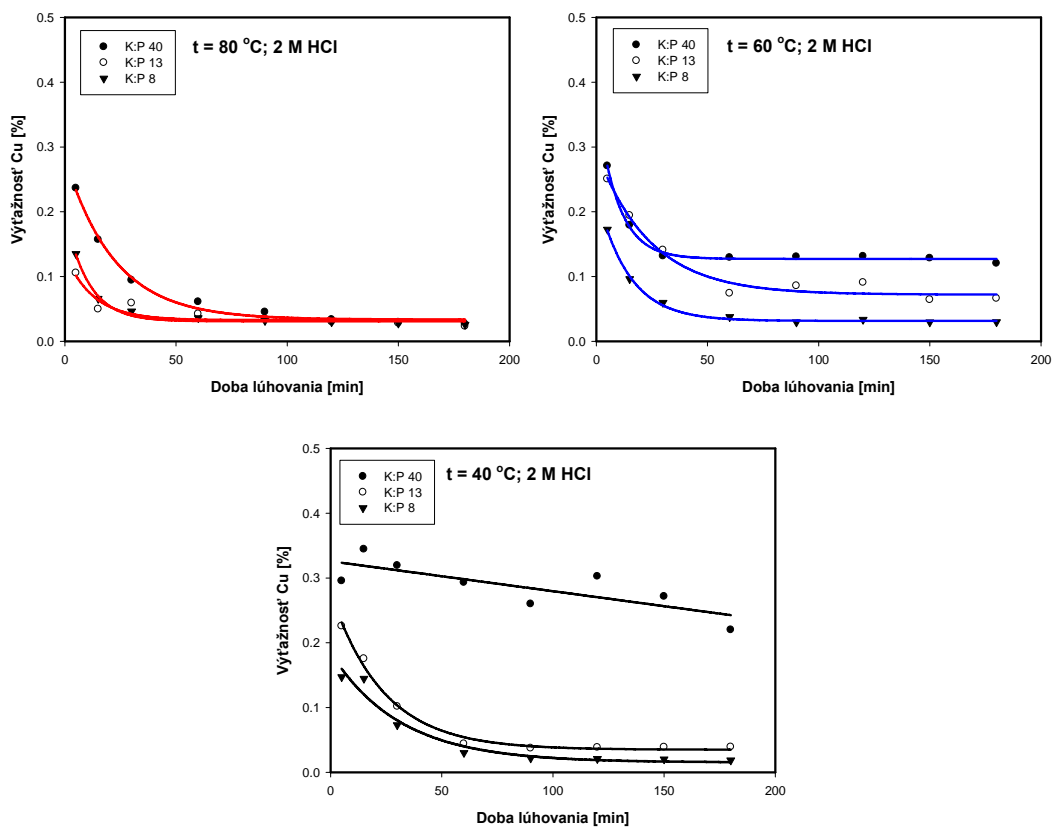 t = 80 °C; 2 M HCl
K:P 40
K:P 13
K:P 8
Výťažnosť Cu [%]
0.5
0.4
0.3
0.2
0.1
0.0
0 50 100 150 200
Doba lúhovania [min]
t = 60 °C; 2 M HCl
K:P 40
K:P 13
K:P 8
Výťažnosť Cu [%]
0.5
0.4
0.3
0.2
0.1
0.0
0 50 100 150 200
Doba lúhovania [min]
t = 40 °C; 2 M HCl
K:P 40
K:P 13
K:P 8
Výťažnosť Cu [%]
0.5
0.4
0.3
0.2
0.1
0.0
0 50 100 150 200
Doba lúhovania [min]